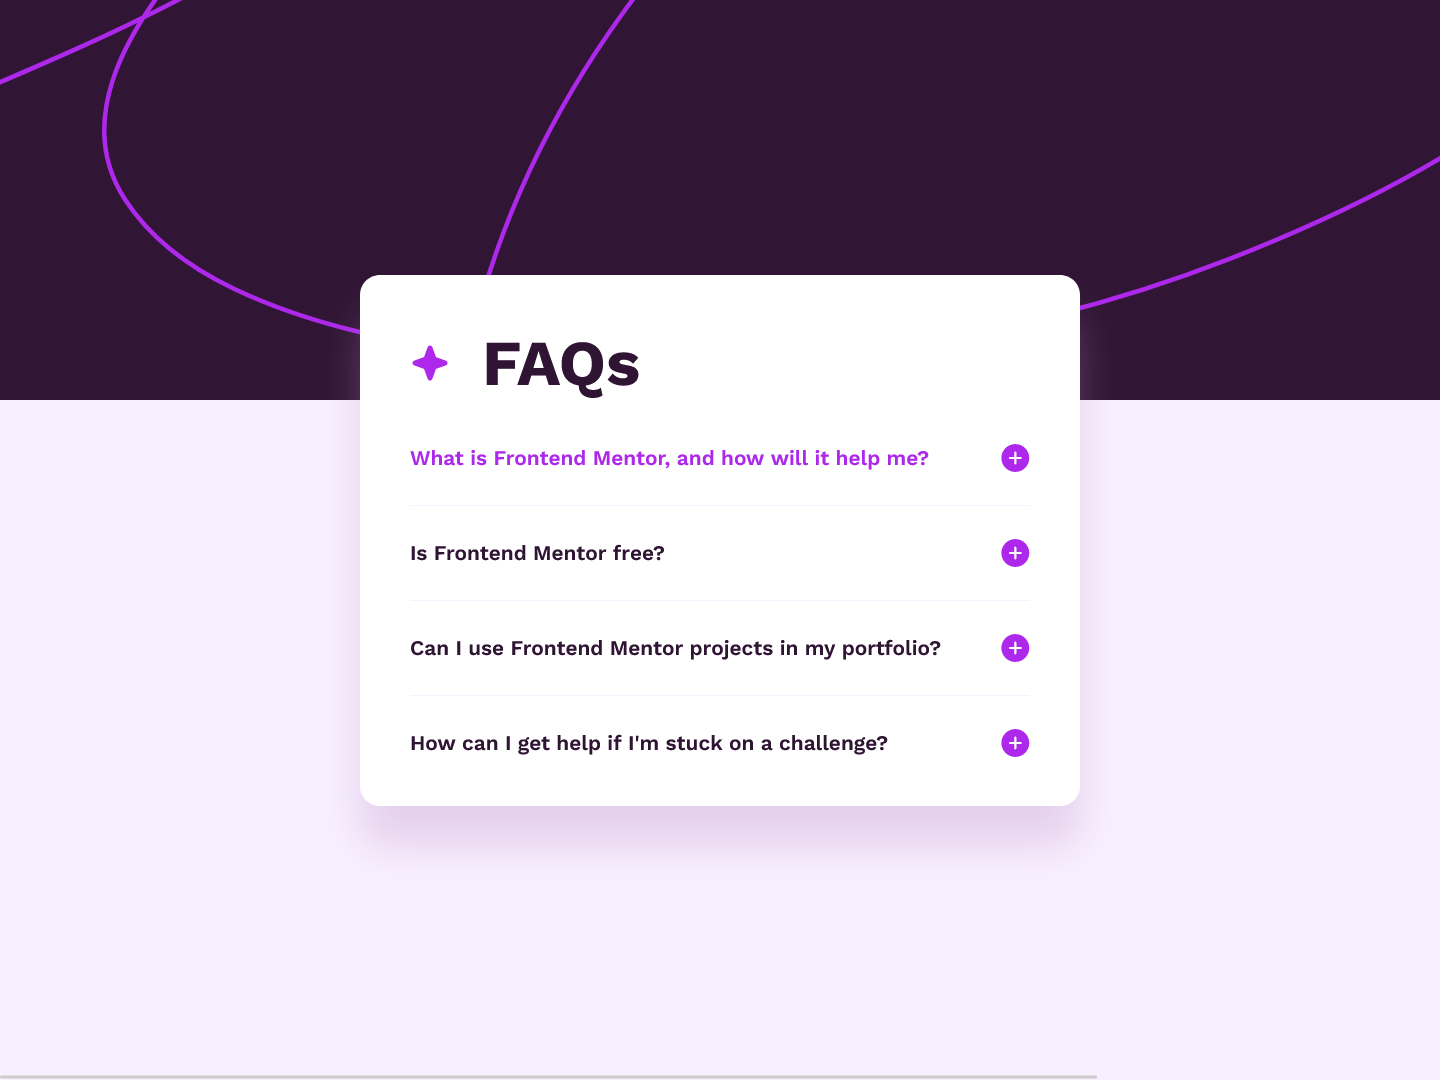 FAQs
What is Frontend Mentor, and how will it help me?
Is Frontend Mentor free?
Can I use Frontend Mentor projects in my portfolio?
How can I get help if I'm stuck on a challenge?